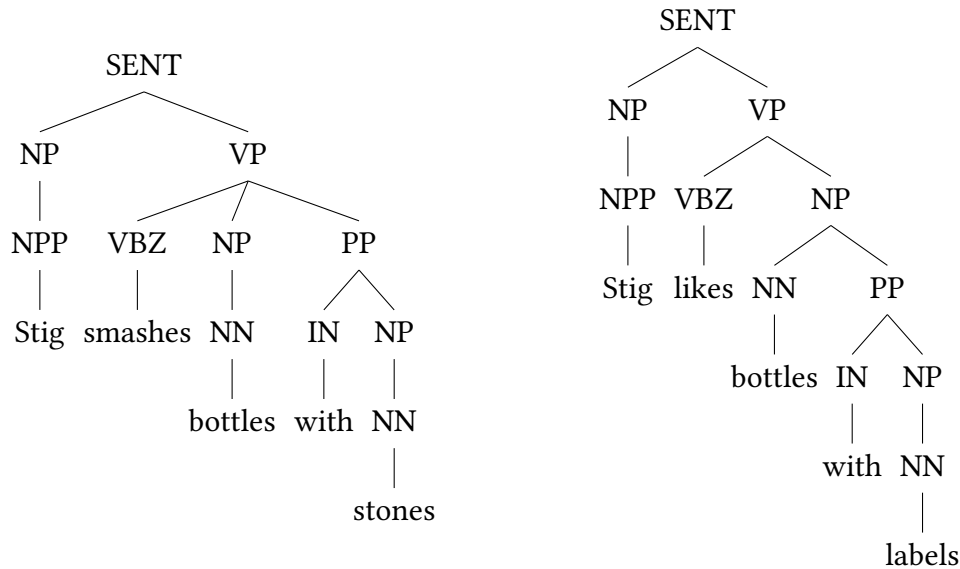 SENT
NP VP
NPP VBZ NP PP
Stig smashes NN IN NP
bottles with NN
stones
SENT
NP VP
NPP VBZ NP
Stig likes NN PP
bottles IN NP
with NN
labels